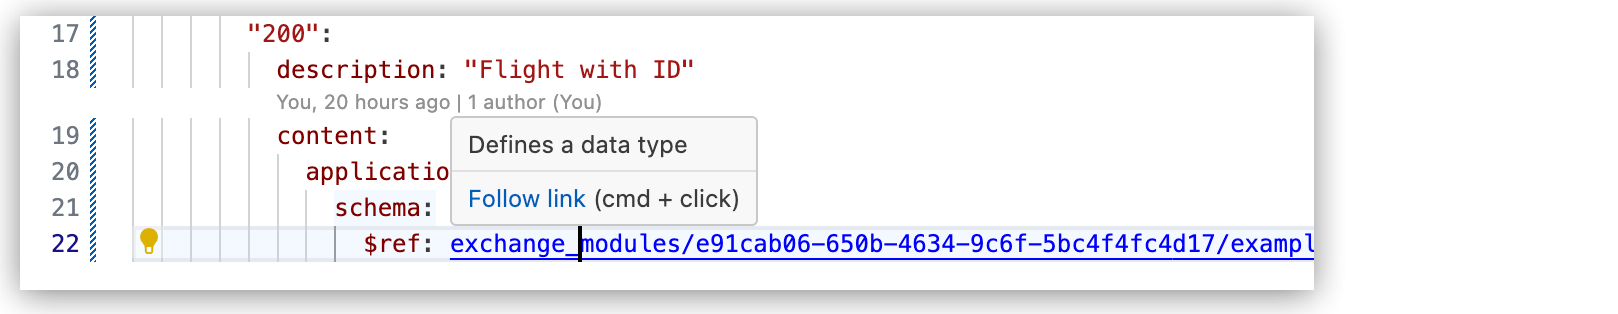 17 "200":
18 description: "Flight with ID"
You, 20 hours ago | 1 author (You)
19 content:
Defines a data type
20 applicatio
Follow link (cmd + click)
21 schema:
22 $ref: exchange_modules/e91cab06-650b-4634-9c6f-5bc4f4fc4d17/exampl